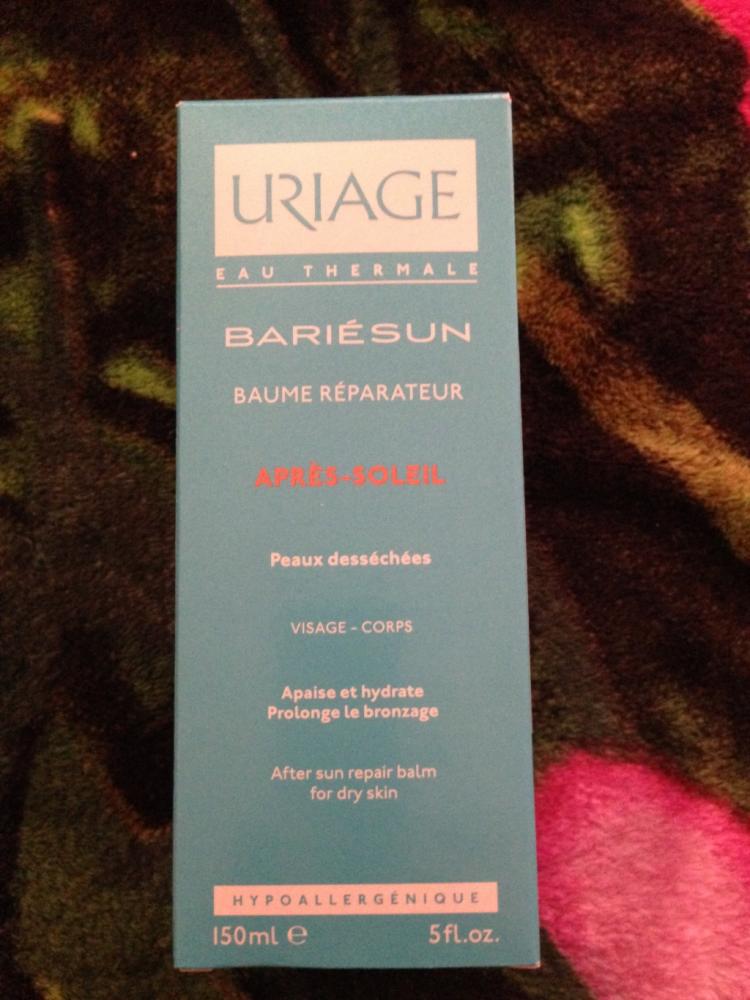 URIAGE
EAU THERMALE
BARIÉSUN
BAUME RÉPARATEUR
APRÈS-SOLEIL
Peaux desséchées
VISAGE - CORPS
Apaise et hydrate
Prolonge le bronzage
After sun repair balm
for dry skin
HYPOALLERGÉNIQUE
150ml ℮ 5fl.oz.